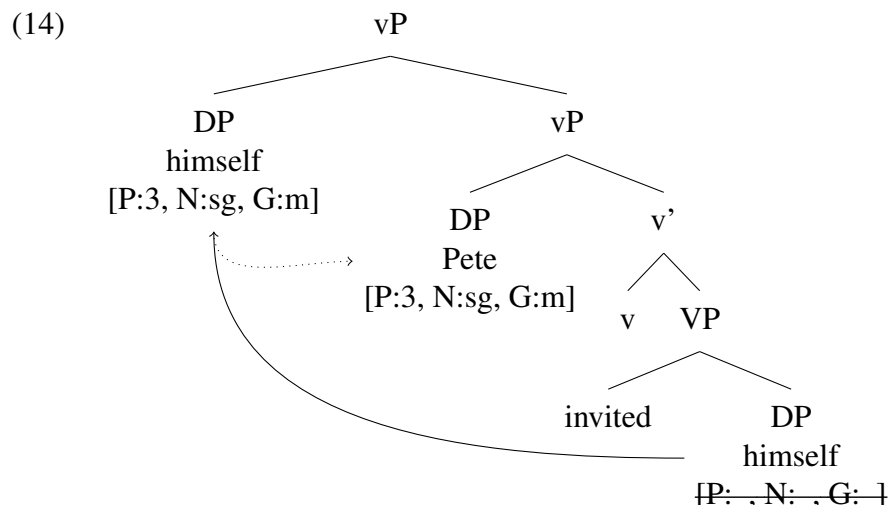 (14) vP
DP vP
himself
[P:3, N:sg, G:m] DP v'
Pete
[P:3, N:sg, G:m] v VP
invited DP
himself
[P:_, N:_, G:_]